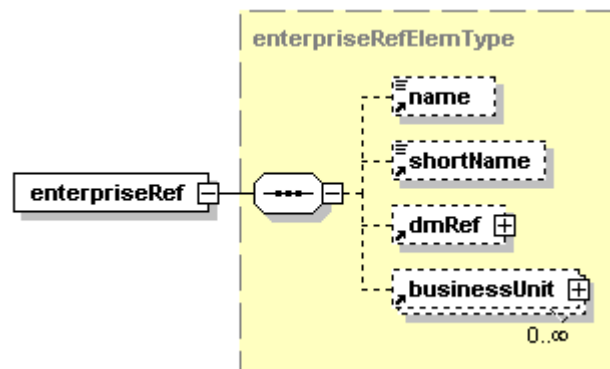 enterpriseRefElemType
name
shortName
enterpriseRef
dmRef
businessUnit
0..∞